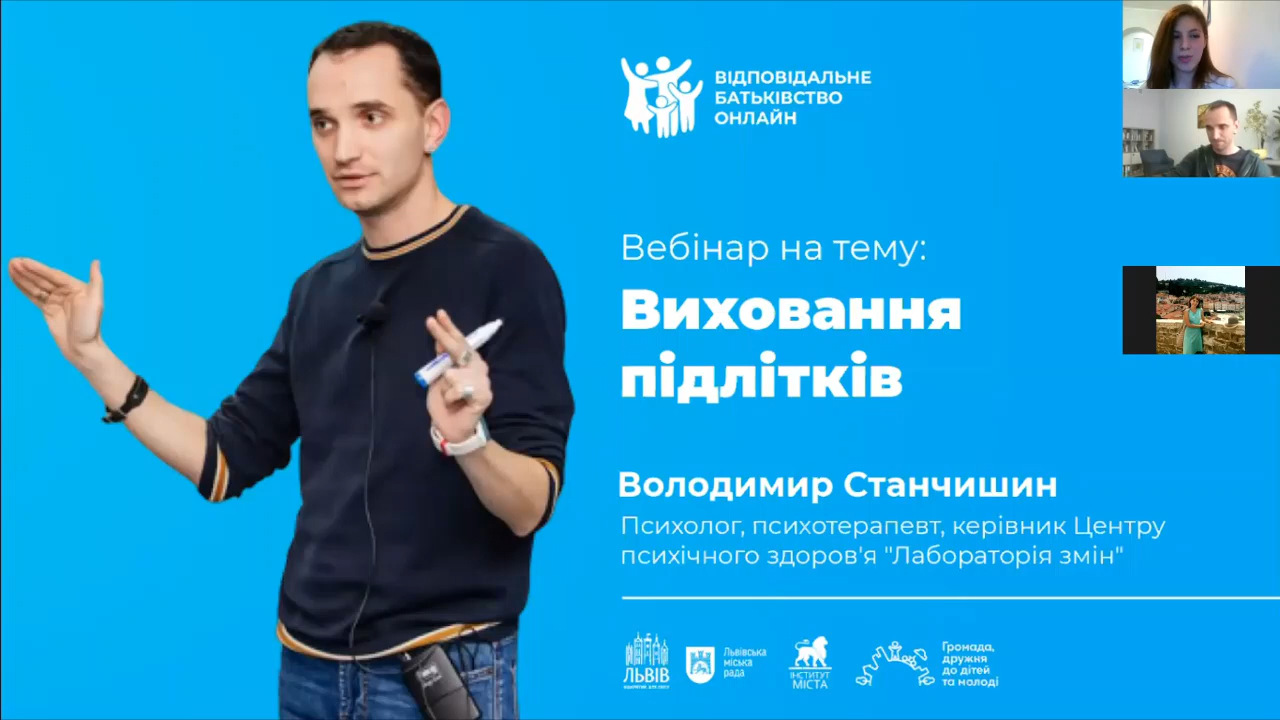 ВІДПОВІДАЛЬНЕ
БАТЬКІВСТВО
ОНЛАЙН
Вебінар на тему:
Виховання
підлітків
Володимир Станчишин
Психолог, психотерапевт, керівник Центру
психічного здоров'я "Лабораторія змін"
ЛЬВІВ
Львівська
міська
рада
ІНСТИТУТ
МІСТА
Громада,
дружня
до дітей
та молоді